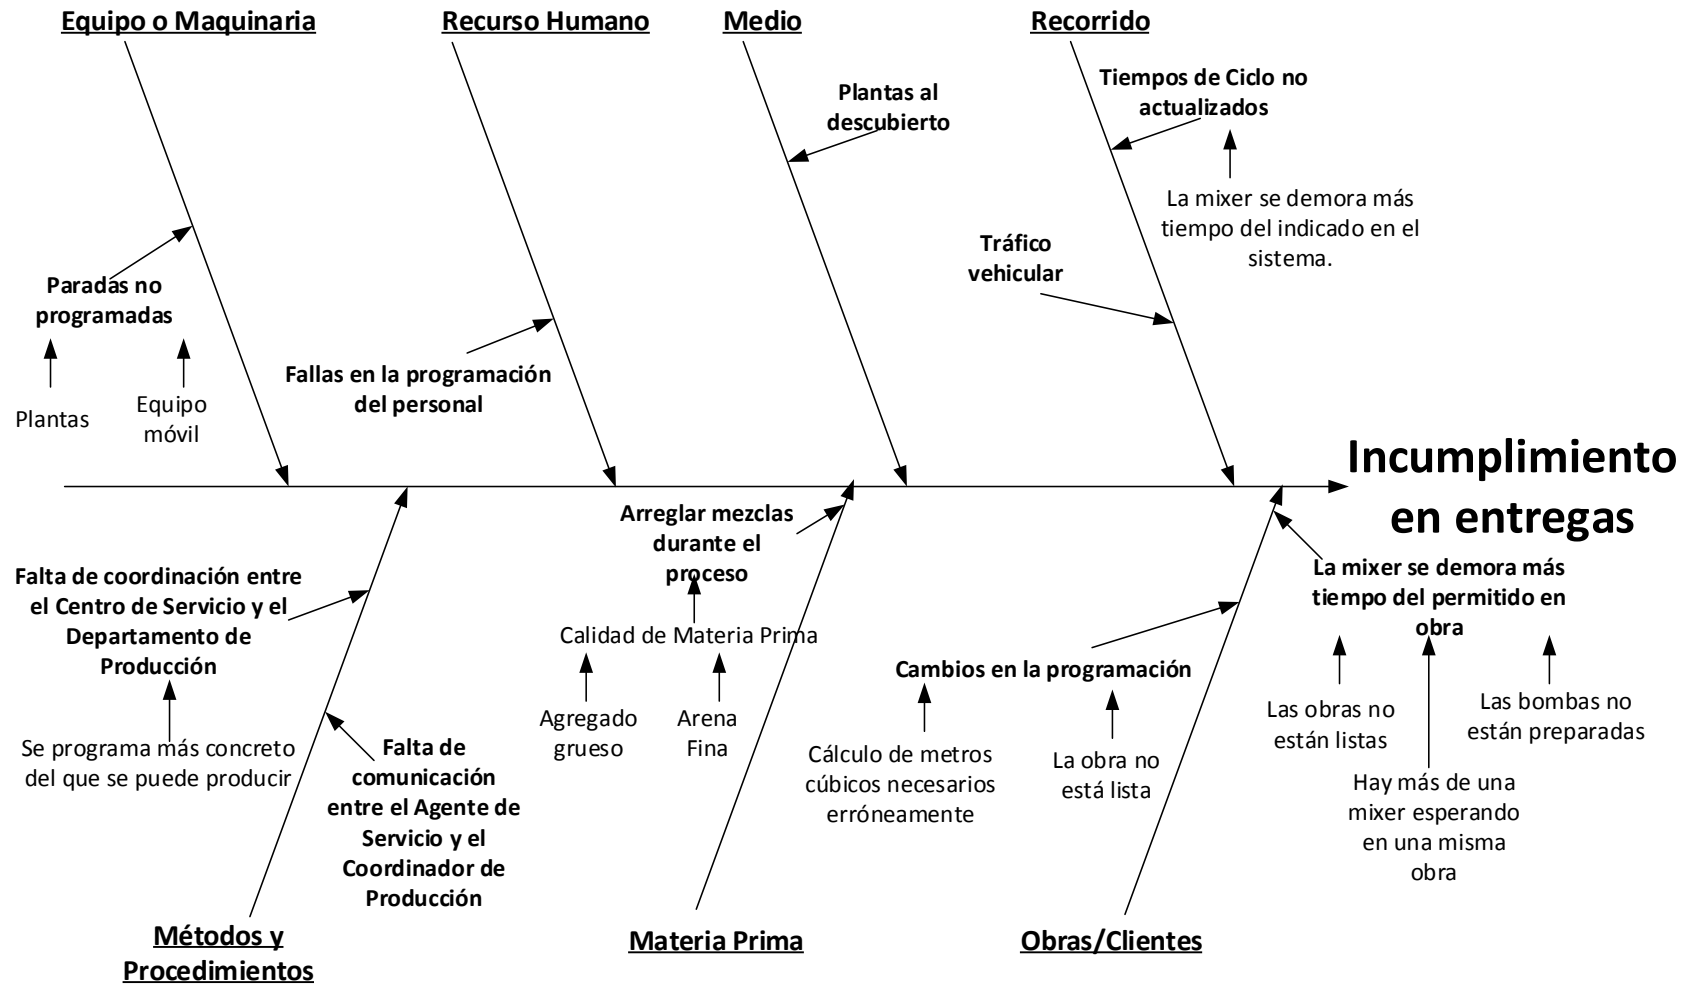 Equipo o Maquinaria
Recurso Humano
Medio
Recorrido
Tiempos de Ciclo no
actualizados
Plantas al
descubierto
La mixer se demora más
tiempo del indicado en el
sistema.
Tráfico
vehicular
Paradas no
programadas
Fallas en la programación
del personal
Plantas
Equipo
móvil
Incumplimiento
en entregas
Arreglar mezclas
durante el
proceso
Falta de coordinación entre
el Centro de Servicio y el
Departamento de
Producción
La mixer se demora más
tiempo del permitido en
obra
Calidad de Materia Prima
Cambios en la programación
Agregado
grueso
Arena
Fina
Las obras no
están listas
Las bombas no
están preparadas
Se programa más concreto
del que se puede producir
Falta de
comunicación
entre el Agente de
Servicio y el
Coordinador de
Producción
Cálculo de metros
cúbicos necesarios
erróneamente
La obra no
está lista
Hay más de una
mixer esperando
en una misma
obra
Métodos y
Procedimientos
Materia Prima
Obras/Clientes